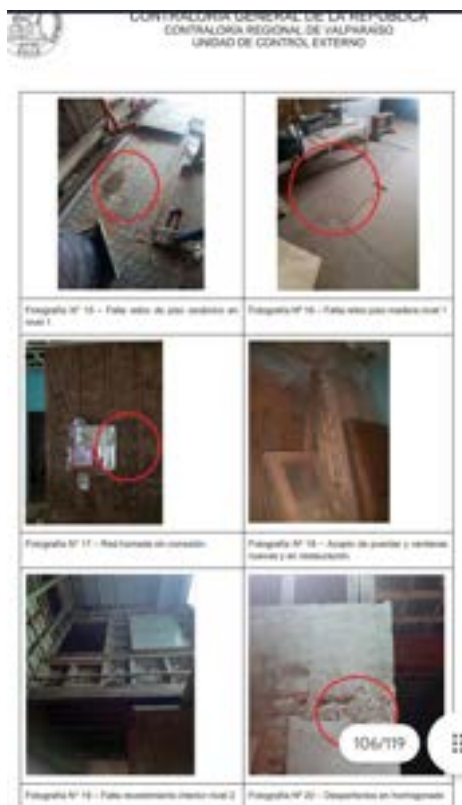 CONTRALORÍA GENERAL DE LA REPÚBLICA
CONTRALORÍA REGIONAL DE VALPARAÍSO
UNIDAD DE CONTROL EXTERNO
Fotografía N° 15 – Falta retiro de piso cerámico en
nivel 1.
Fotografía N° 16 – Falta retiro piso madera nivel 1
Fotografía N° 17 – Red húmeda sin conexión
Fotografía N° 18 – Acopio de puertas y ventanas
nuevas y en restauración.
Fotografía N° 19 – Falta revestimiento interior nivel 2
Fotografía N° 20 – Desperfectos en hormigonado
106/119